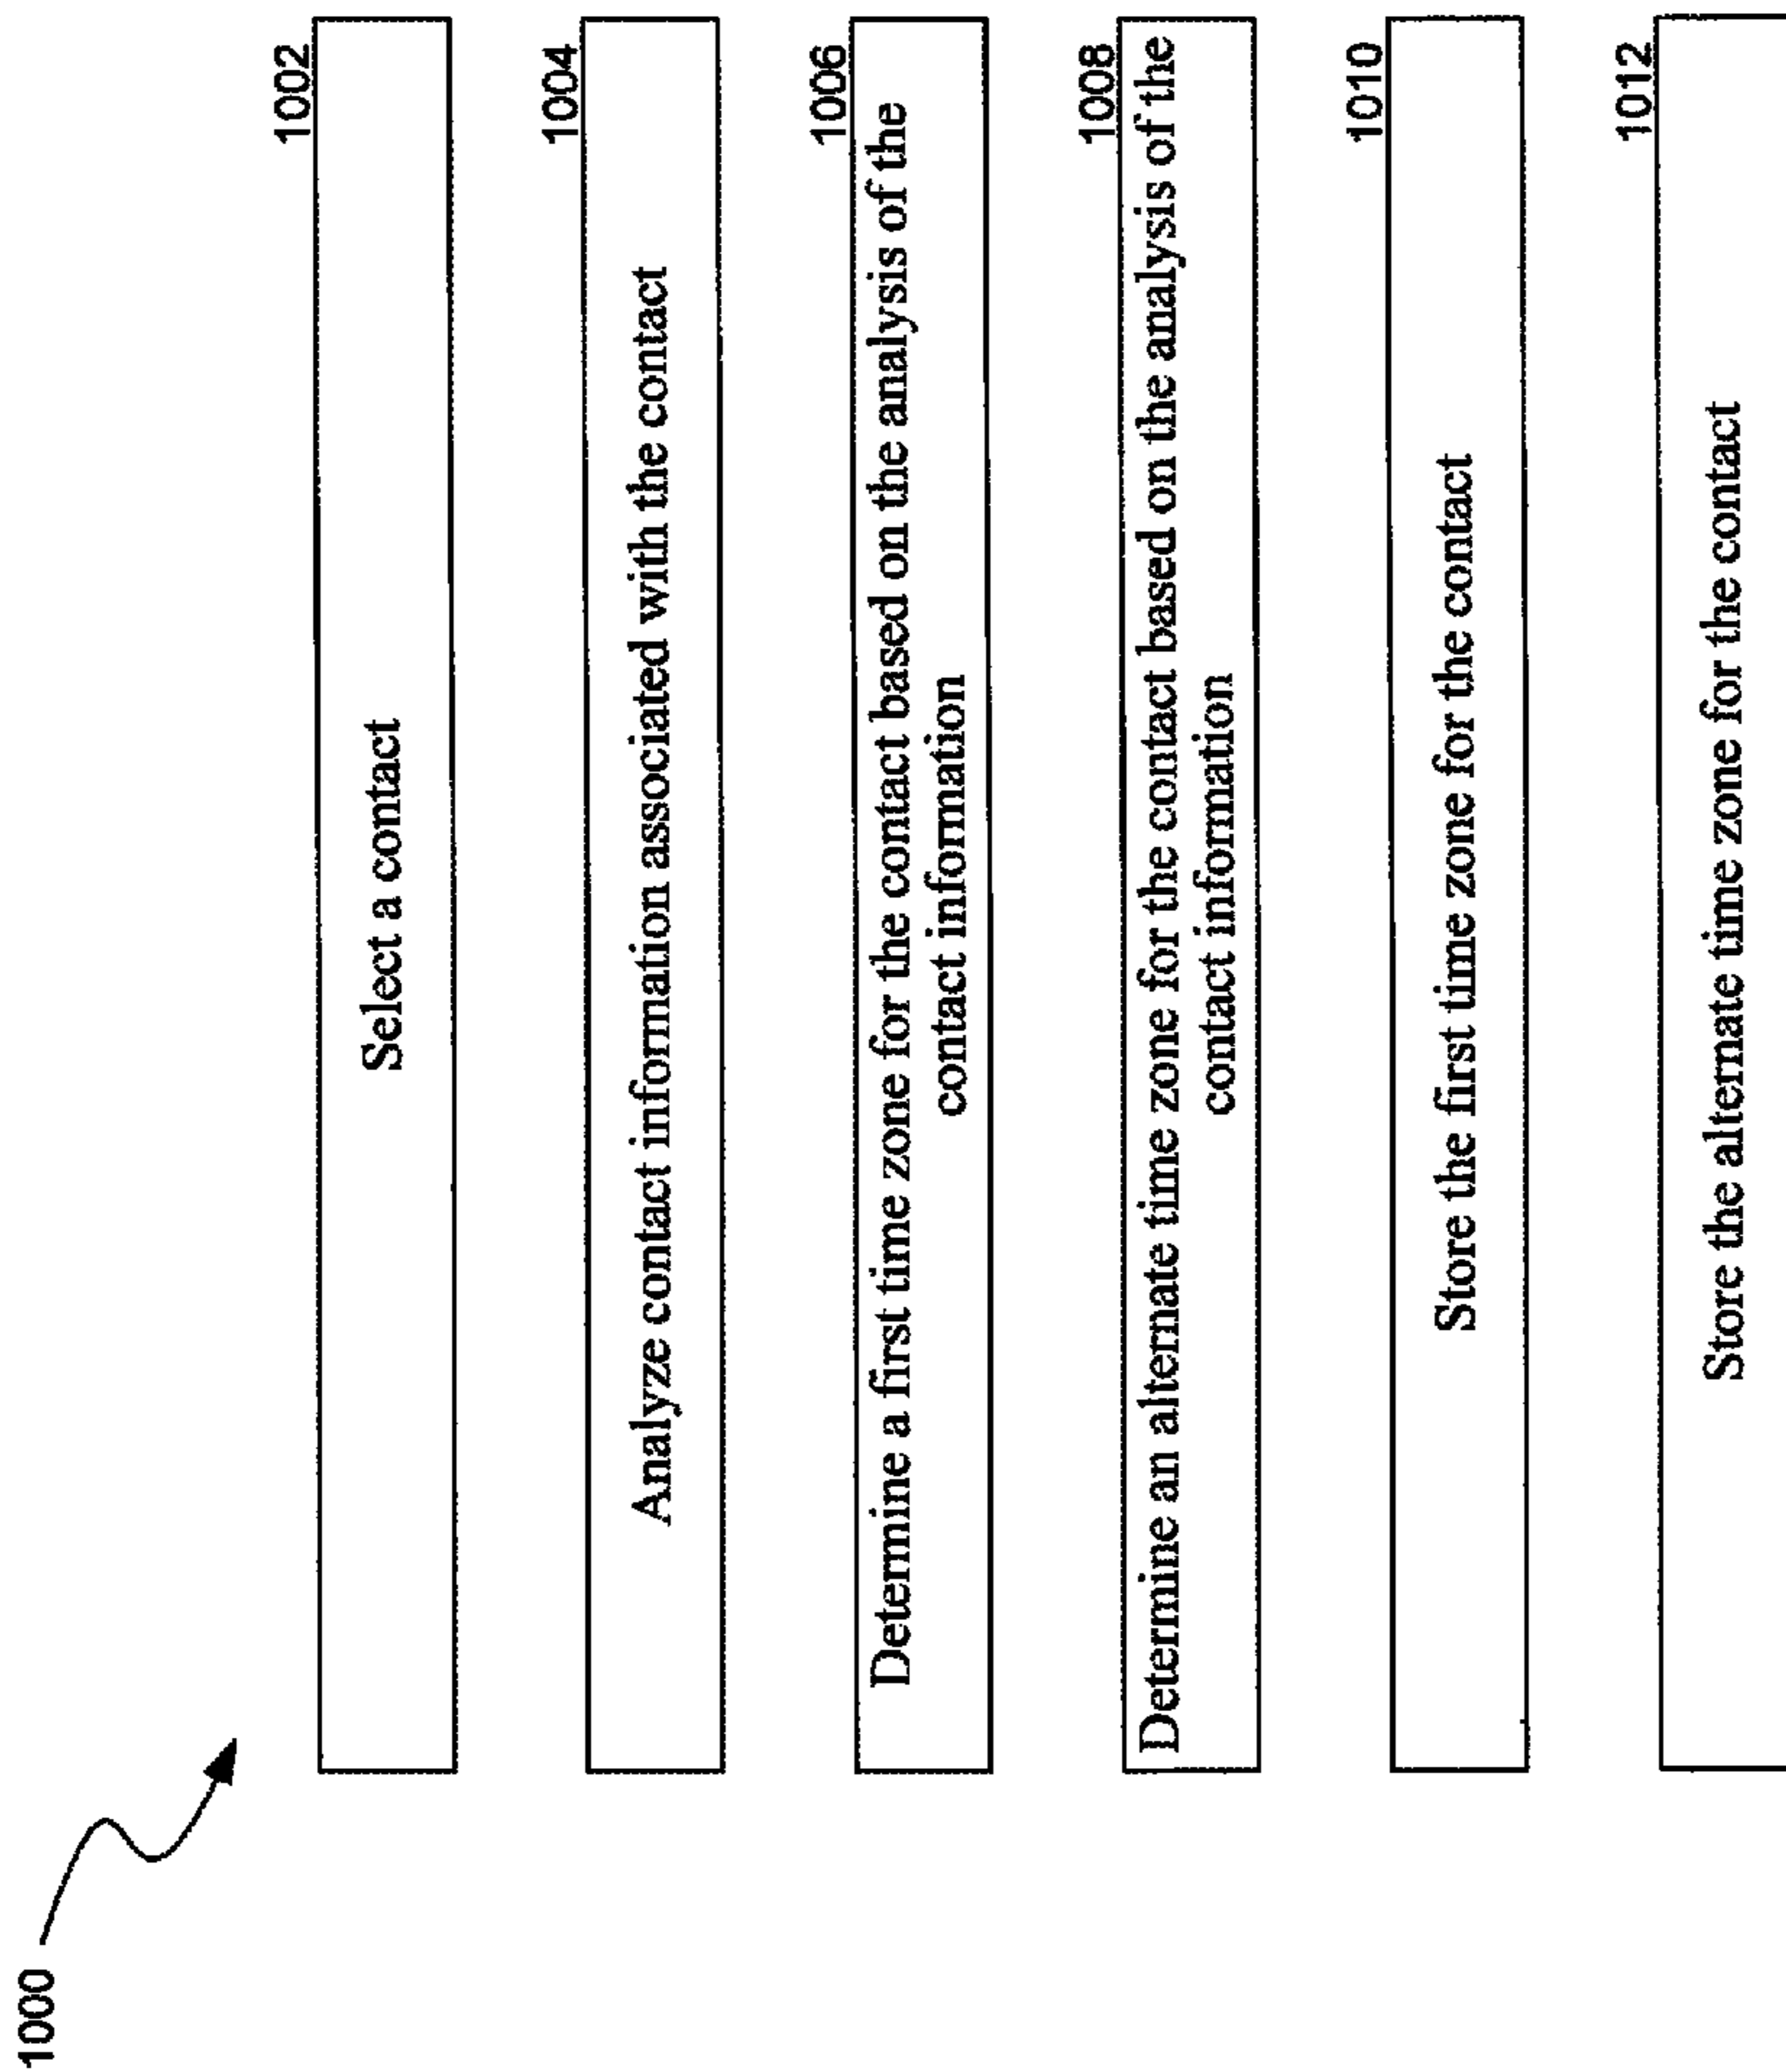 1000
1002
Select a contact
1004
Analyze contact information associated with the contact
1006
Determine a first time zone for the contact based on the analysis of the
contact information
1008
Determine an alternate time zone for the contact based on the analysis of the
contact information
1010
Store the first time zone for the contact
1012
Store the alternate time zone for the contact